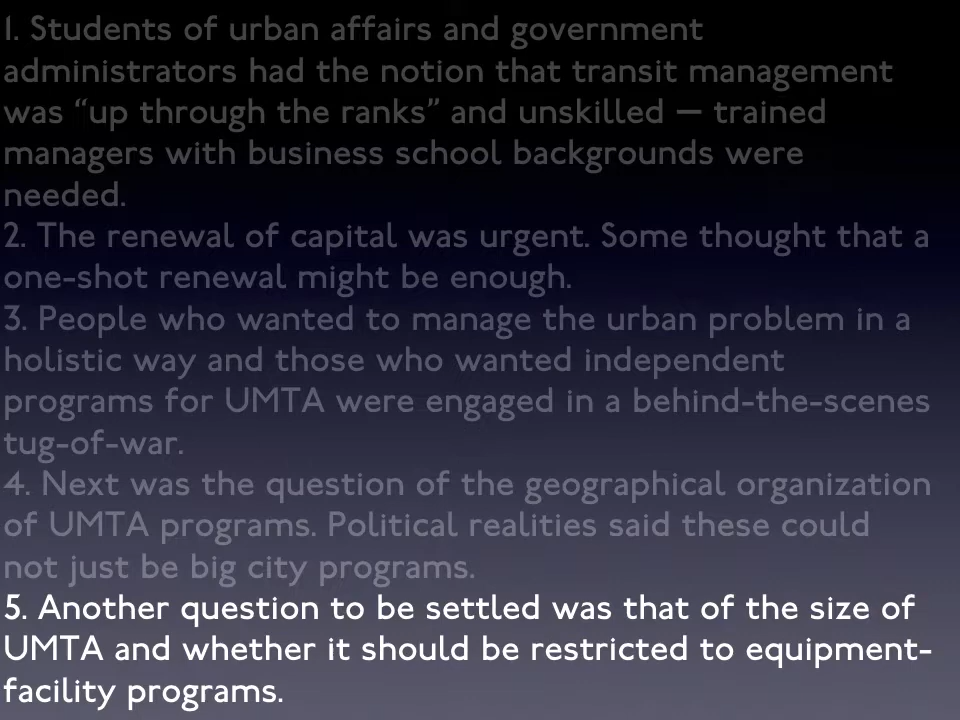 1. Students of urban affairs and government
administrators had the notion that transit management
was “up through the ranks” and unskilled — trained
managers with business school backgrounds were
needed.
2. The renewal of capital was urgent. Some thought that a
one-shot renewal might be enough.
3. People who wanted to manage the urban problem in a
holistic way and those who wanted independent
programs for UMTA were engaged in a behind-the-scenes
tug-of-war.
4. Next was the question of the geographical organization
of UMTA programs. Political realities said these could
not just be big city programs.
5. Another question to be settled was that of the size of
UMTA and whether it should be restricted to equipment-
facility programs.